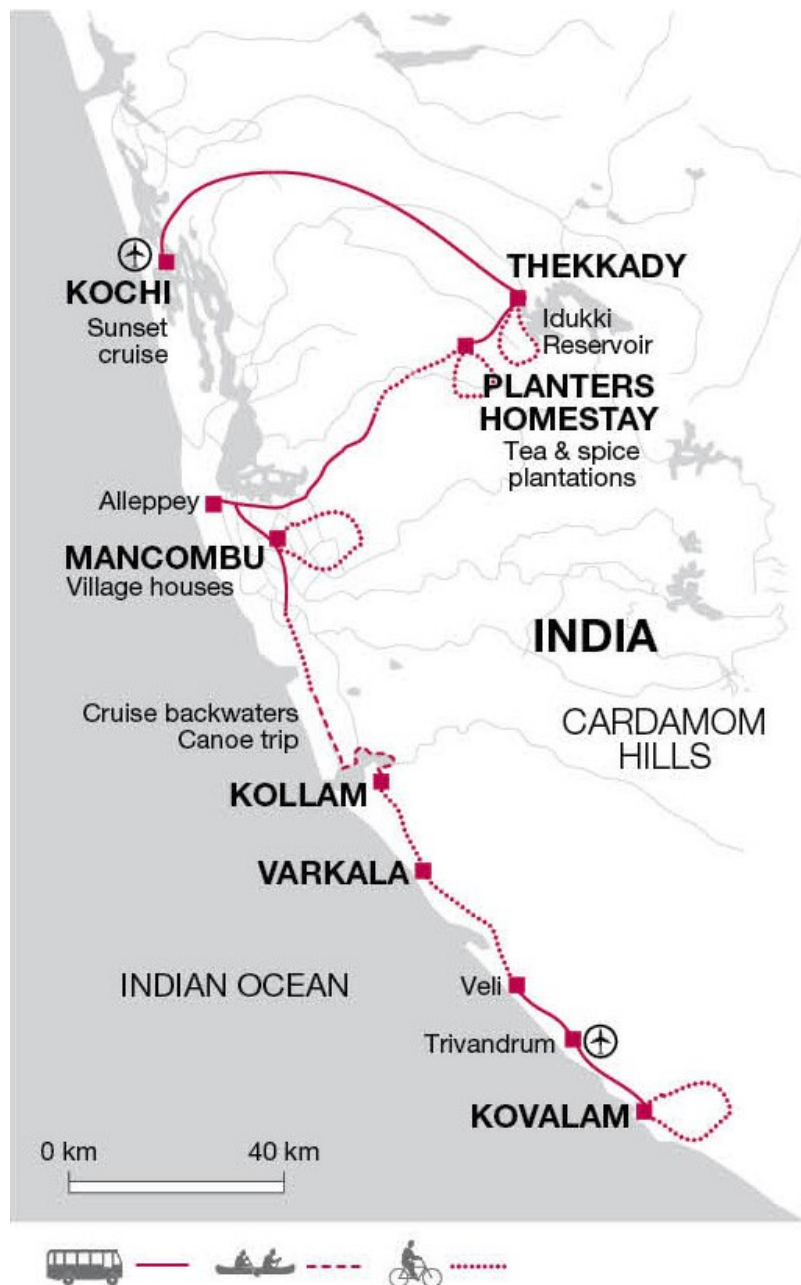 THEKKADY
KOCHI
Sunset
cruise
Idukki
Reservoir
PLANTERS
HOMESTAY
Tea & spice
plantations
Alleppey
MANCOMBU
Village houses
INDIA
Cruise backwaters
Canoe trip
CARDAMOM
HILLS
KOLLAM
VARKALA
INDIAN OCEAN
Veli
Trivandrum
KOVALAM
0 km
40 km